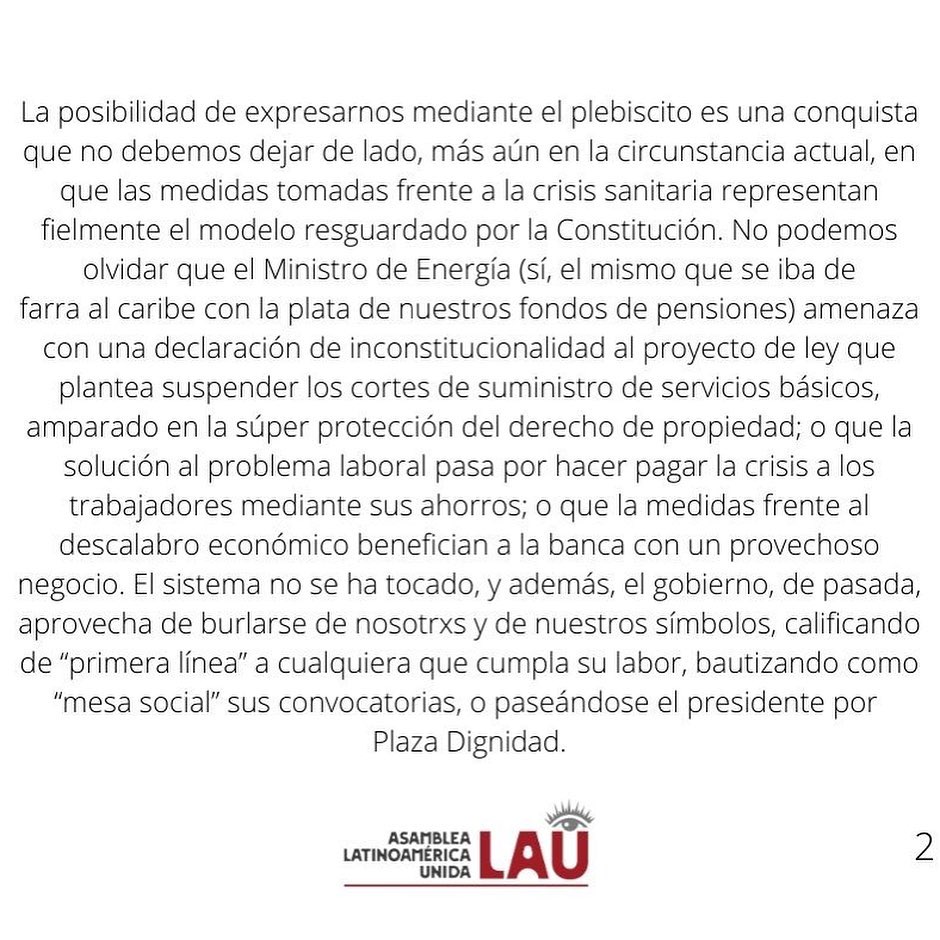 La posibilidad de expresarnos mediante el plebiscito es una conquista
que no debemos dejar de lado, más aún en la circunstancia actual, en
que las medidas tomadas frente a la crisis sanitaria representan
fielmente el modelo resguardado por la Constitución. No podemos
olvidar que el Ministro de Energía (sí, el mismo que se iba de
farra al caribe con la plata de nuestros fondos de pensiones) amenaza
con una declaración de inconstitucionalidad al proyecto de ley que
plantea suspender los cortes de suministro de servicios básicos,
amparado en la súper protección del derecho de propiedad; o que la
solución al problema laboral pasa por hacer pagar la crisis a los
trabajadores mediante sus ahorros; o que la medidas frente al
descalabro económico benefician a la banca con un provechoso
negocio. El sistema no se ha tocado, y además, el gobierno, de pasada,
aprovecha de burlarse de nosotrxs y de nuestros símbolos, calificando
de “primera línea” a cualquiera que cumpla su labor, bautizando como
“mesa social” sus convocatorias, o paseándose el presidente por
Plaza Dignidad.
ASAMBLEA
LATINOAMÉRICA
UNIDA
LAU
2